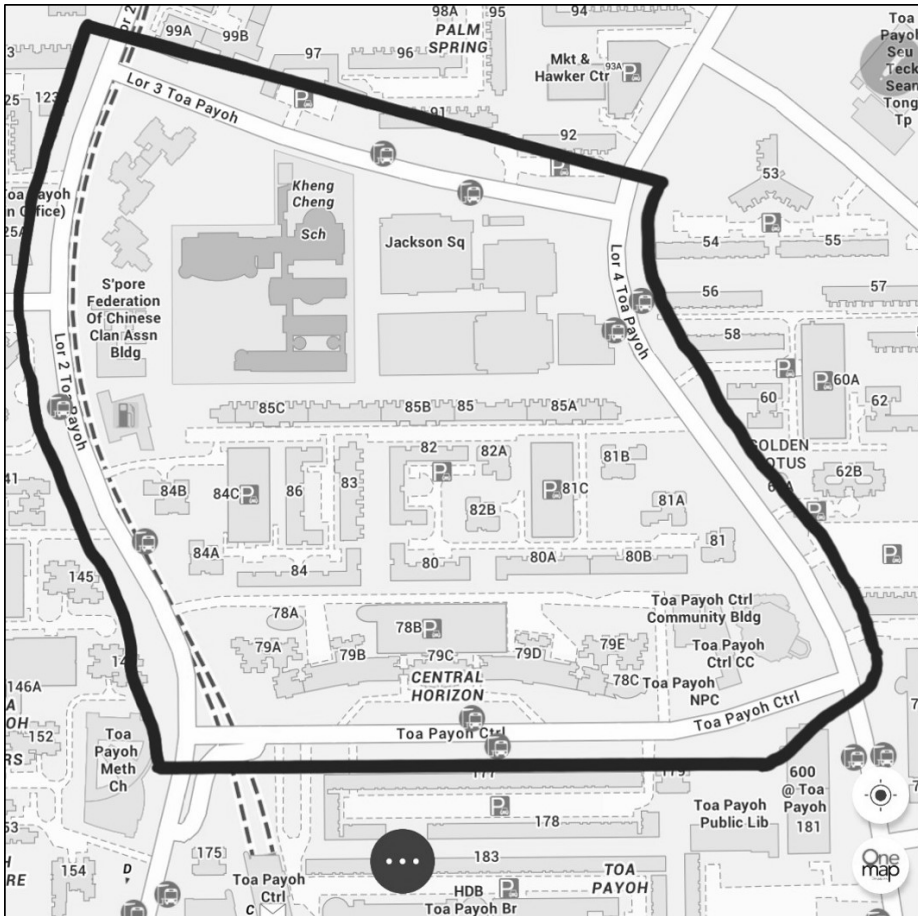 99A
99B
98A
95
94
PALM
SPRING
97
96
Mkt &
Hawker Ctr
93A
Toa
Payoh
Seu
Teck
Sean
Tong
Tp
Lor 2
25
123
Lor 3 Toa Payoh
91
92
53
Kheng
Cheng
Sch
Jackson Sq
54
55
56
57
58
Lor 4 Toa Payoh
25A
S'pore
Federation
Of Chinese
Clan Assn
Bldg
Lor 2 Toa Payoh
60
60A
62
85C
85B
85
85A
82
82A
81B
62B
41
84B
84C
86
83
81C
82B
81A
84A
84
80
80A
80B
81
145
78A
78B
79A
79B
79C
79D
79E
78C
CENTRAL
HORIZON
Toa Payoh Ctrl
Community Bldg
Toa Payoh
Ctrl CC
Toa Payoh
NPC
Toa Payoh Ctrl
Toa Payoh Ctrl
146A
152
Toa
Payoh
Meth
Ch
177
179
178
600
@ Toa
Payoh
181
Toa Payoh
Public Lib
175
154
183
Toa Payoh
Ctrl
HDB
Toa Payoh Br
TOA
PAYOH
One
map